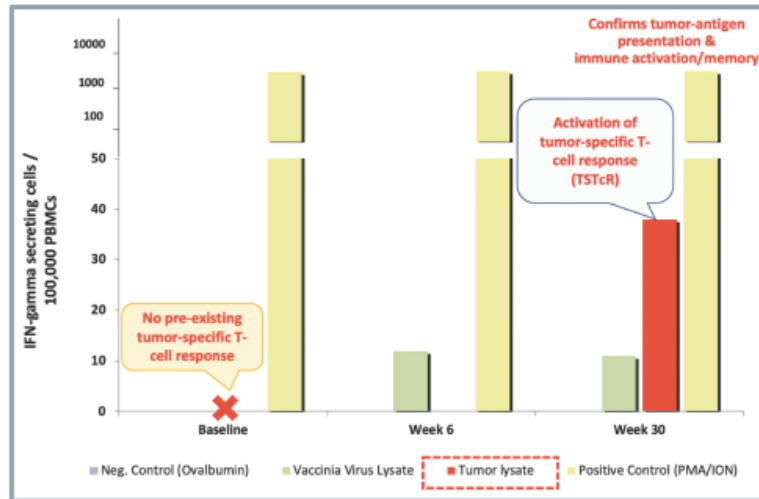 Confirms tumor-antigen
presentation &
immune activation/memory
10000
1000
100
50
40
30
20
10
0
IFN-gamma secreting cells /
100,000 PBMCs
Activation of
tumor-specific T-
cell response
(TSTcR)
No pre-existing
tumor-specific T-
cell response
Baseline
Week 6
Week 30
Neg. Control (Ovalbumin)
Vaccinia Virus Lysate
Tumor lysate
Positive Control (PMA/ION)